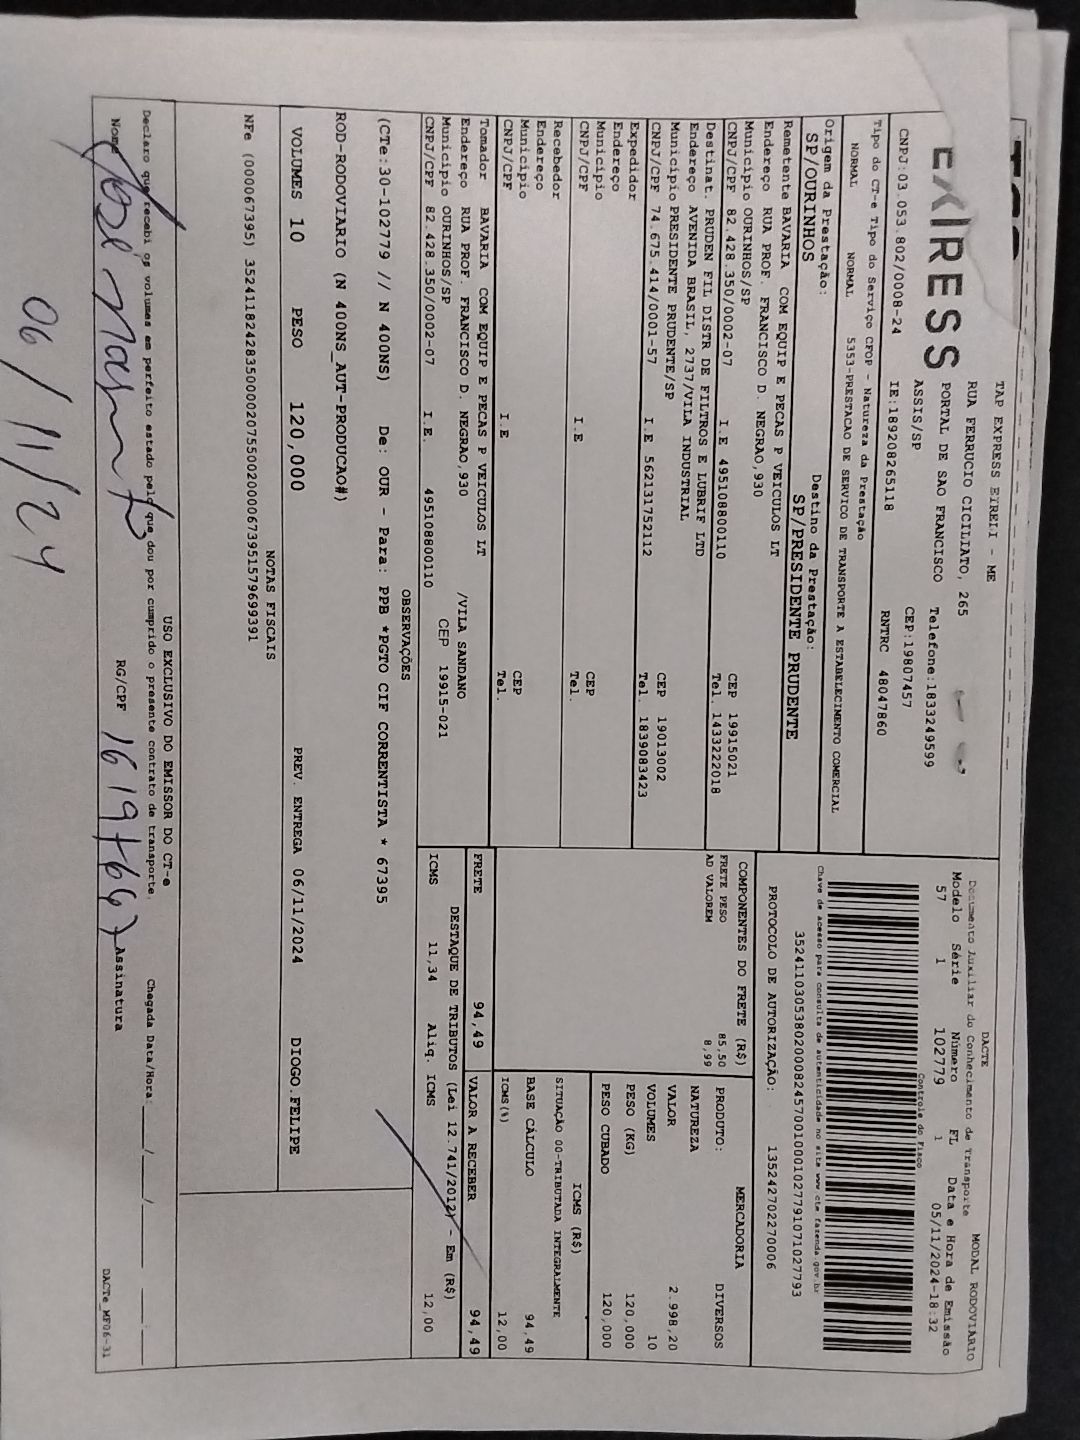 EXPRESS
TAP EXPRESS EIRELI - ME
RUA FERRUCIO CICILIATO, 265
PORTAL DE SAO FRANCISCO Telefone:1833249599
ASSIS/SP CEP:19807457
CNPJ:03.053.802/0008-24 IE:189208265118 RNTRC 48047860
Tipo do CT-e Tipo do Serviço CFOP - Natureza da Prestação
NORMAL NORMAL 5353-PRESTACAO DE SERVICO DE TRANSPORTE A ESTABELECIMENTO COMERCIAL
Origem da Prestação: Destino da Prestação:
SP/OURINHOS SP/PRESIDENTE PRUDENTE
Remetente BAVARIA COM EQUIP E PECAS P VEICULOS LT
Endereço RUA PROF. FRANCISCO D. NEGRAO,930
Município OURINHOS/SP CEP 19915021
CNPJ/CPF 82.428.350/0002-07 I.E 495108800110 Tel. 1433222018
Destinat. PRUDEN FIL DISTR DE FILTROS E LUBRIF LTD
Endereço AVENIDA BRASIL, 2737/VILA INDUSTRIAL
Município PRESIDENTE PRUDENTE/SP CEP 19013002
CNPJ/CPF 74.675.414/0001-57 I.E 562131752112 Tel. 1839083423
Expedidor
Endereço
Município CEP
CNPJ/CPF I.E Tel.
Recebedor
Endereço
Município CEP
CNPJ/CPF I.E Tel.
Tomador BAVARIA COM EQUIP E PECAS P VEICULOS LT
Endereço RUA PROF. FRANCISCO D. NEGRAO,930 /VILA SANDANO
Município OURINHOS/SP CEP 19915-021
CNPJ/CPF 82.428.350/0002-07 I.E. 495108800110
DACTE MODAL RODOVIÁRIO
Documento Auxiliar do Conhecimento de Transporte
Modelo Série Número FL Data e Hora de Emissão
57 1 102779 1 05/11/2024-18:32
Controle do Fisco
Chave de acesso para consulta de autenticidade no site www.cte.fazenda.gov.br
35241103053802000824570010001027791071027793
PROTOCOLO DE AUTORIZAÇÃO: 135242702270006
COMPONENTES DO FRETE (R$)
FRETE PESO 85,50
AD VALOREM 8,99
PRODUTO: MERCADORIA
NATUREZA DIVERSOS
VALOR 2.998,20
VOLUMES 10
PESO (KG) 120,000
PESO CUBADO 120,000
ICMS (R$)
SITUAÇÃO 00-TRIBUTADA INTEGRALMENTE
BASE CÁLCULO 94,49
ICMS(%) 12,00
FRETE 94,49 VALOR A RECEBER 94,49
DESTAQUE DE TRIBUTOS (Lei 12.741/2012) - Em (R$)
ICMS 11,34 Aliq. ICMS 12,00
OBSERVAÇÕES
(CTe:30-102779 // N 400NS) De: OUR - Para: PPB *PGTO CIF CORRENTISTA * 67395
ROD-RODOVIARIO (N 400NS_AUT-PRODUCAO#)
VOLUMES 10 PESO 120,000 PREV. ENTREGA 06/11/2024 DIOGO.FELIPE
NOTAS FISCAIS
NFe (000067395) 35241182428350000207550020000673951579699391
USO EXCLUSIVO DO EMISSOR DO CT-e
Declaro que recebi os volumes em perfeito estado pelo que dou por cumprido o presente contrato de transporte. Chegada Data/Hora: ___/___/___ ___:___
Nome José RG/CPF Assinatura
DACTe_MF06-31
06/11/24